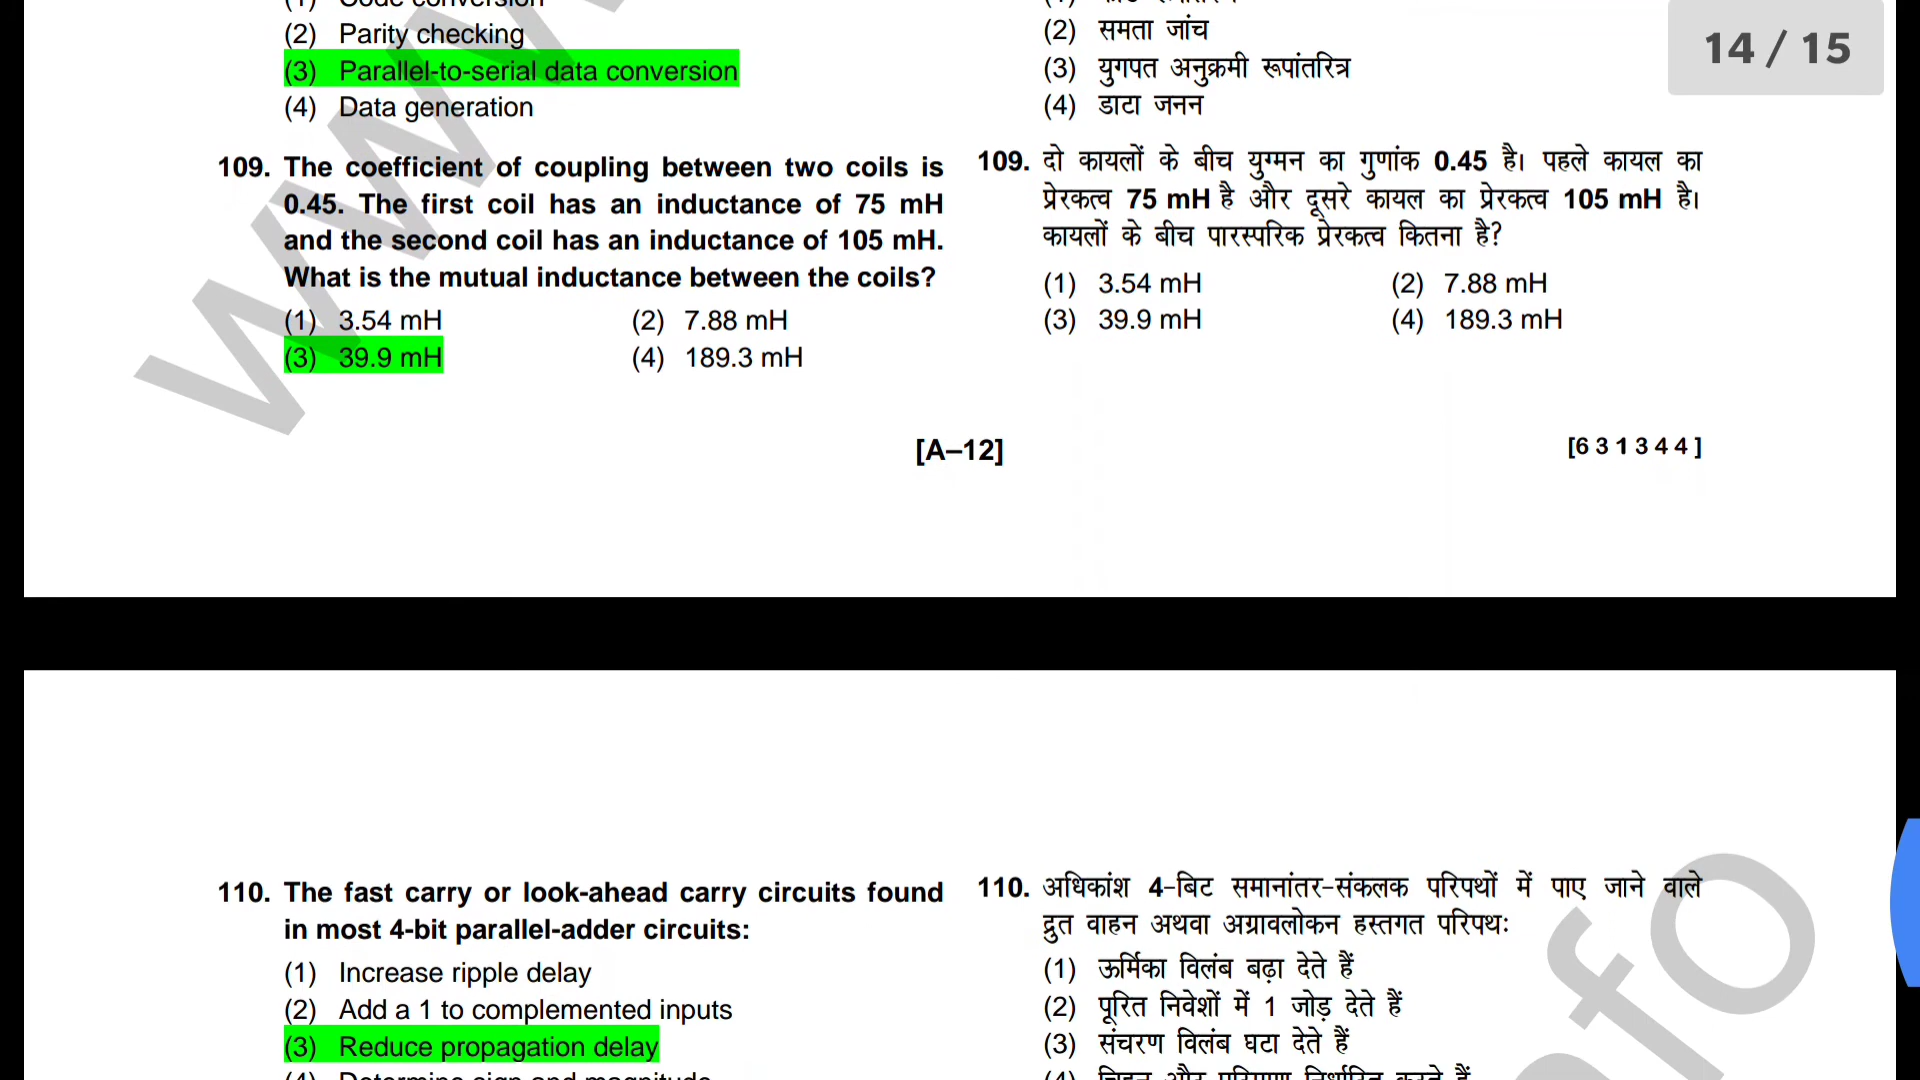 (2) Parity checking
(3) Parallel-to-serial data conversion
(4) Data generation
109. The coefficient of coupling between two coils is
0.45. The first coil has an inductance of 75 mH
and the second coil has an inductance of 105 mH.
What is the mutual inductance between the coils?
(1) 3.54 mH (2) 7.88 mH
(3) 39.9 mH (4) 189.3 mH
(2) समता जांच
(3) युगपत अनुक्रमी रूपांतरित्र
(4) डाटा जनन
109. दो कायलों के बीच युग्मन का गुणांक 0.45 है। पहले कायल का
प्रेरकत्व 75 mH है और दूसरे कायल का प्रेरकत्व 105 mH है।
कायलों के बीच पारस्परिक प्रेरकत्व कितना है?
(1) 3.54 mH (2) 7.88 mH
(3) 39.9 mH (4) 189.3 mH
14 / 15
[A–12]
[6 3 1 3 4 4 ]
110. The fast carry or look-ahead carry circuits found
in most 4-bit parallel-adder circuits:
(1) Increase ripple delay
(2) Add a 1 to complemented inputs
(3) Reduce propagation delay
(4) Determine sign and magnitude
110. अधिकांश 4-बिट समानांतर-संकलक परिपथों में पाए जाने वाले
द्रुत वाहन अथवा अग्रावलोकन हस्तगत परिपथः
(1) ऊर्मिका विलंब बढ़ा देते हैं
(2) पूरित निवेशों में 1 जोड़ देते हैं
(3) संचरण विलंब घटा देते हैं